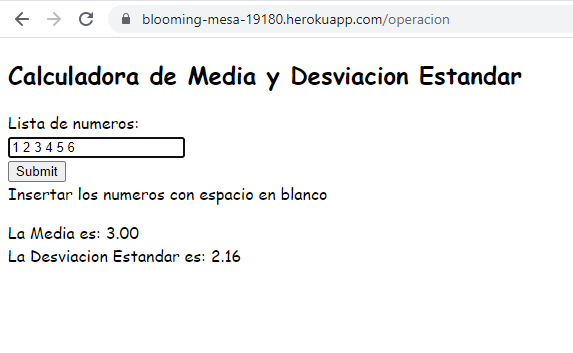 blooming-mesa-19180.herokuapp.com/operacion
Calculadora de Media y Desviacion Estandar
Lista de numeros:
1 2 3 4 5 6
Submit
Insertar los numeros con espacio en blanco
La Media es: 3.00
La Desviacion Estandar es: 2.16